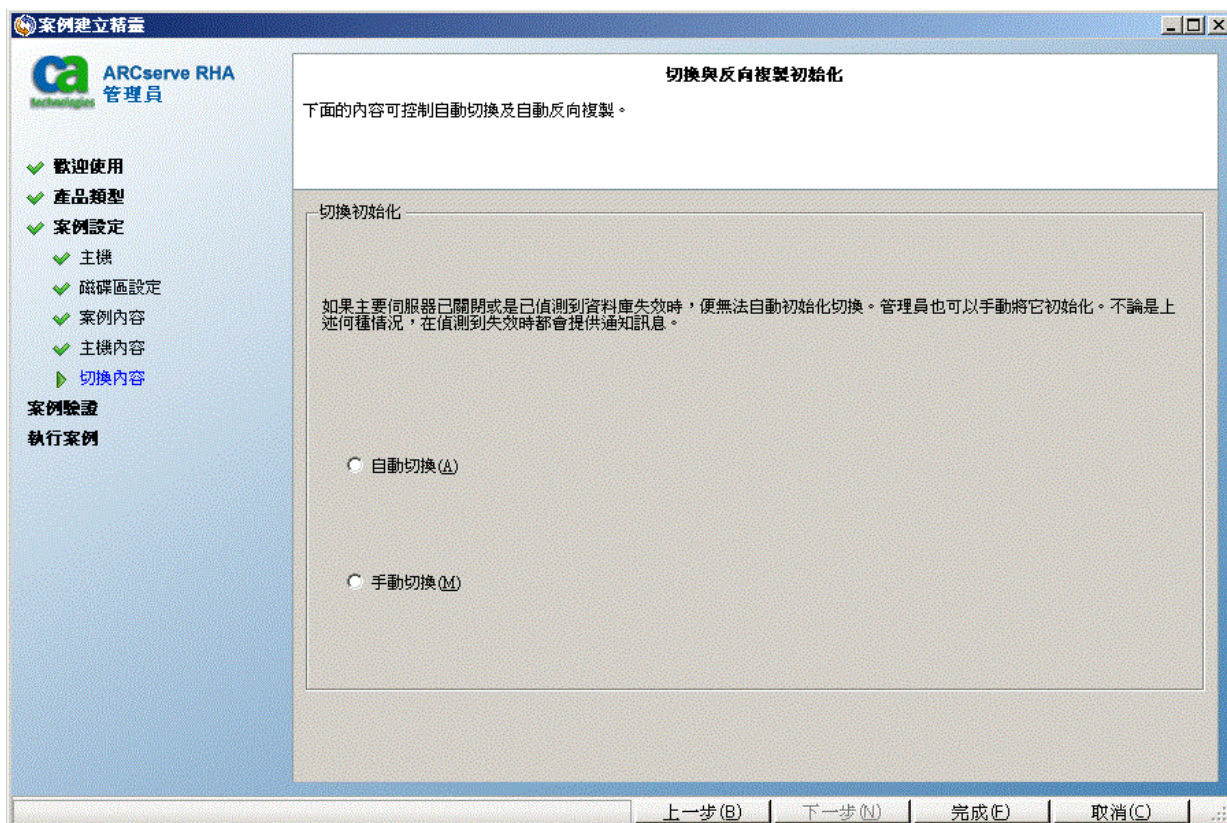 案例建立精靈
ca
technologies
ARCserve RHA
管理員
歡迎使用
產品類型
案例設定
主機
磁碟區設定
案例內容
主機內容
切換內容
案例驗證
執行案例
切換與反向複製初始化
下面的內容可控制自動切換及自動反向複製。
切換初始化
如果主要伺服器已關閉或是已偵測到資料庫失效時，便無法自動初始化切換。管理員也可以手動將它初始化。不論是上
述何種情況，在偵測到失效時都會提供通知訊息。
自動切換(A)
手動切換(M)
上一步(B)
下一步(N)
完成(F)
取消(C)